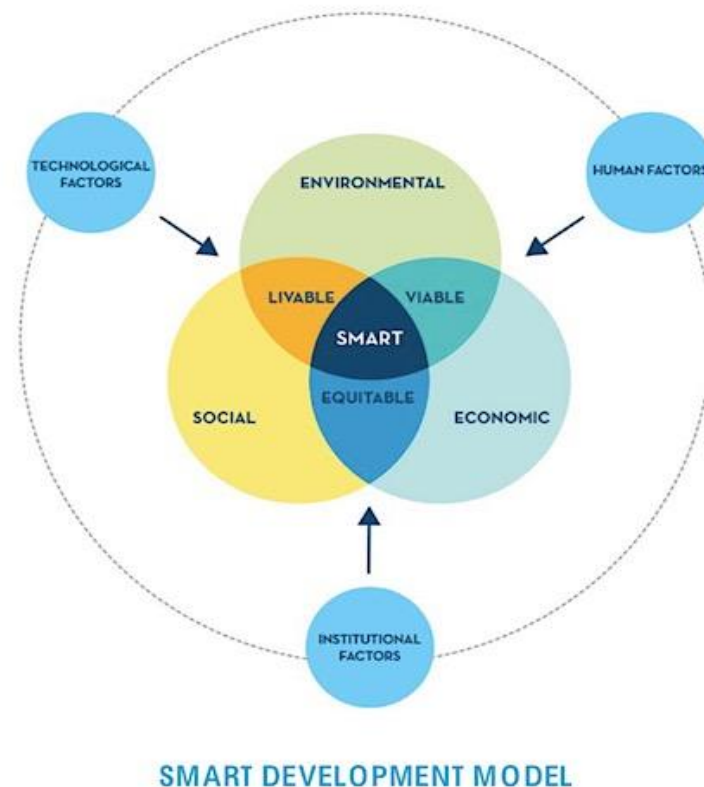 TECHNOLOGICAL
FACTORS
HUMAN FACTORS
ENVIRONMENTAL
LIVABLE
VIABLE
SMART
EQUITABLE
SOCIAL
ECONOMIC
INSTITUTIONAL
FACTORS
SMART DEVELOPMENT MODEL